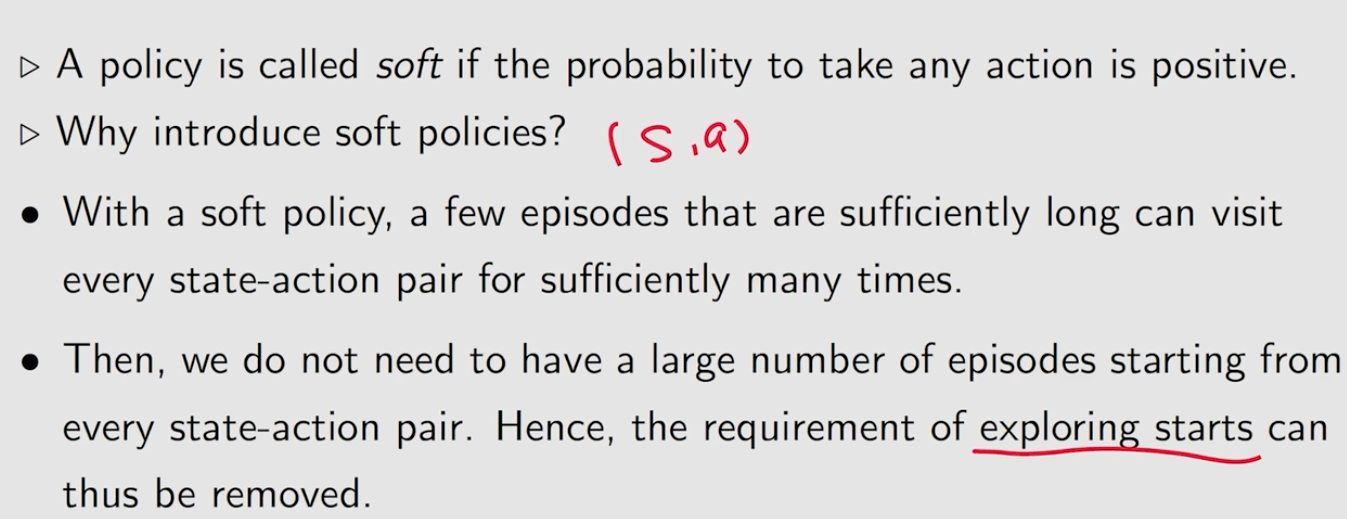 ▷ A policy is called soft if the probability to take any action is positive.
▷ Why introduce soft policies? (s,a)
• With a soft policy, a few episodes that are sufficiently long can visit
every state-action pair for sufficiently many times.
• Then, we do not need to have a large number of episodes starting from
every state-action pair. Hence, the requirement of exploring starts can
thus be removed.